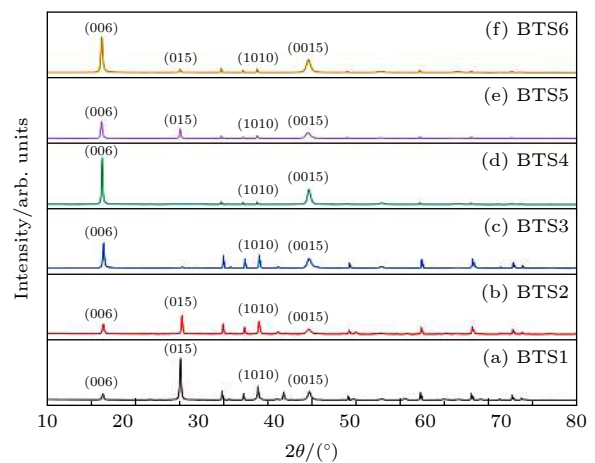 (006) (f) BTS6
(015) (1010) (0015)
(e) BTS5
(006) (015) (1010) (0015)
(006) (d) BTS4
(1010) (0015)
(006) (c) BTS3
(1010) (0015)
(b) BTS2
(006) (015) (1010) (0015)
(015) (a) BTS1
(006) (1010) (0015)
Intensity/arb. units
10 20 30 40 50 60 70 80
2θ/(°)